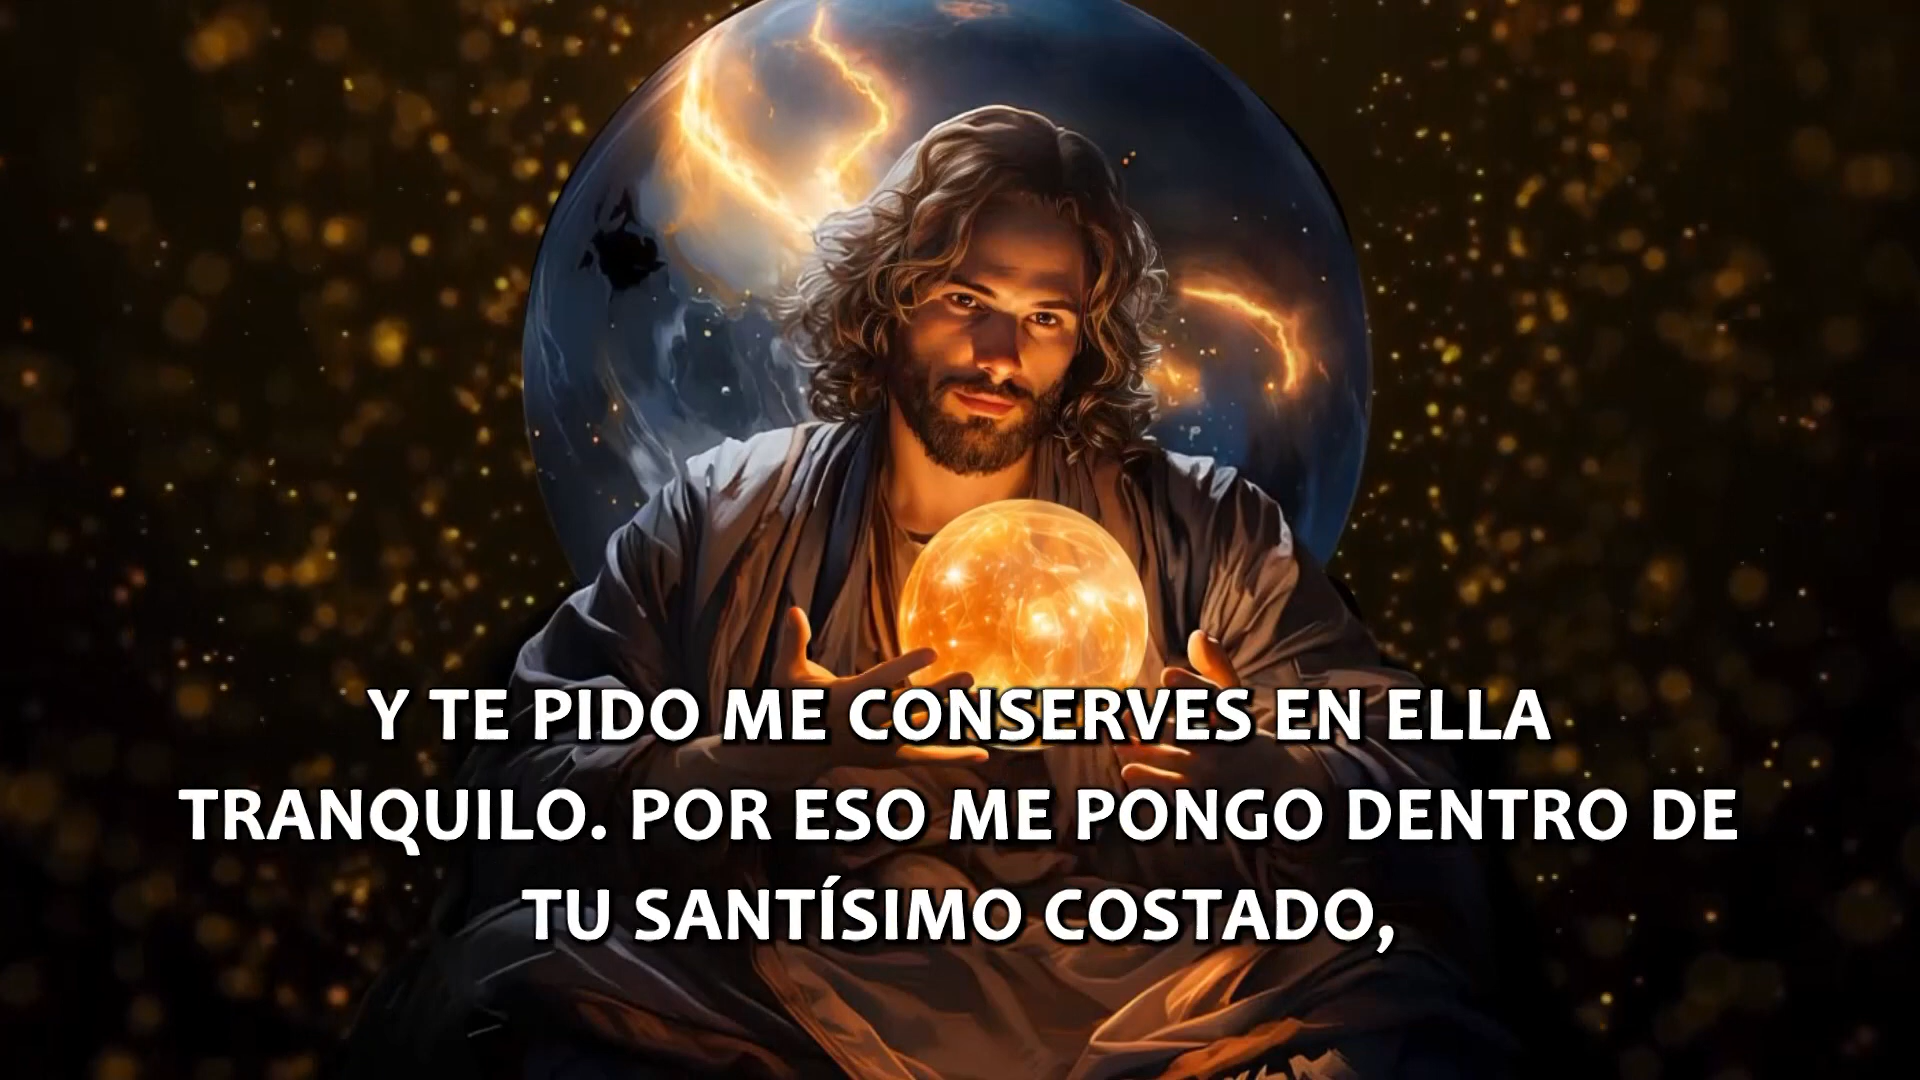 Y TE PIDO ME CONSERVES EN ELLA
TRANQUILO. POR ESO ME PONGO DENTRO DE
TU SANTÍSIMO COSTADO,